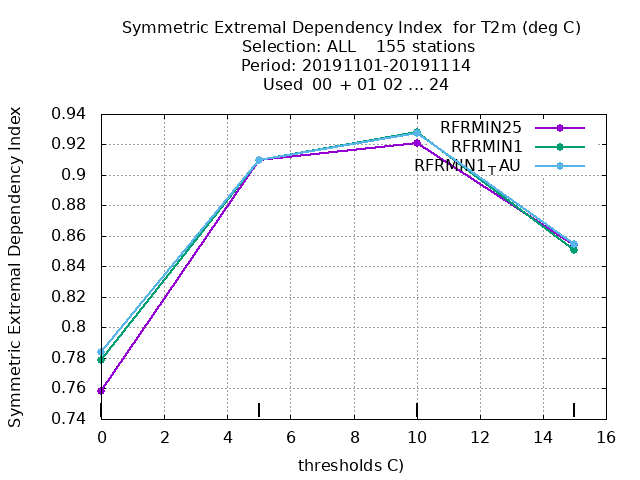 Symmetric Extremal Dependency Index  for T2m (deg C)
Selection: ALL    155 stations
Period: 20191101-20191114
Used  00  + 01 02 ... 24
Symmetric Extremal Dependency Index
0.94
0.92
0.9
0.88
0.86
0.84
0.82
0.8
0.78
0.76
0.74
RFRMIN25
RFRMIN1
RFRMIN1TAU
0 2 4 6 8 10 12 14 16
thresholds C)